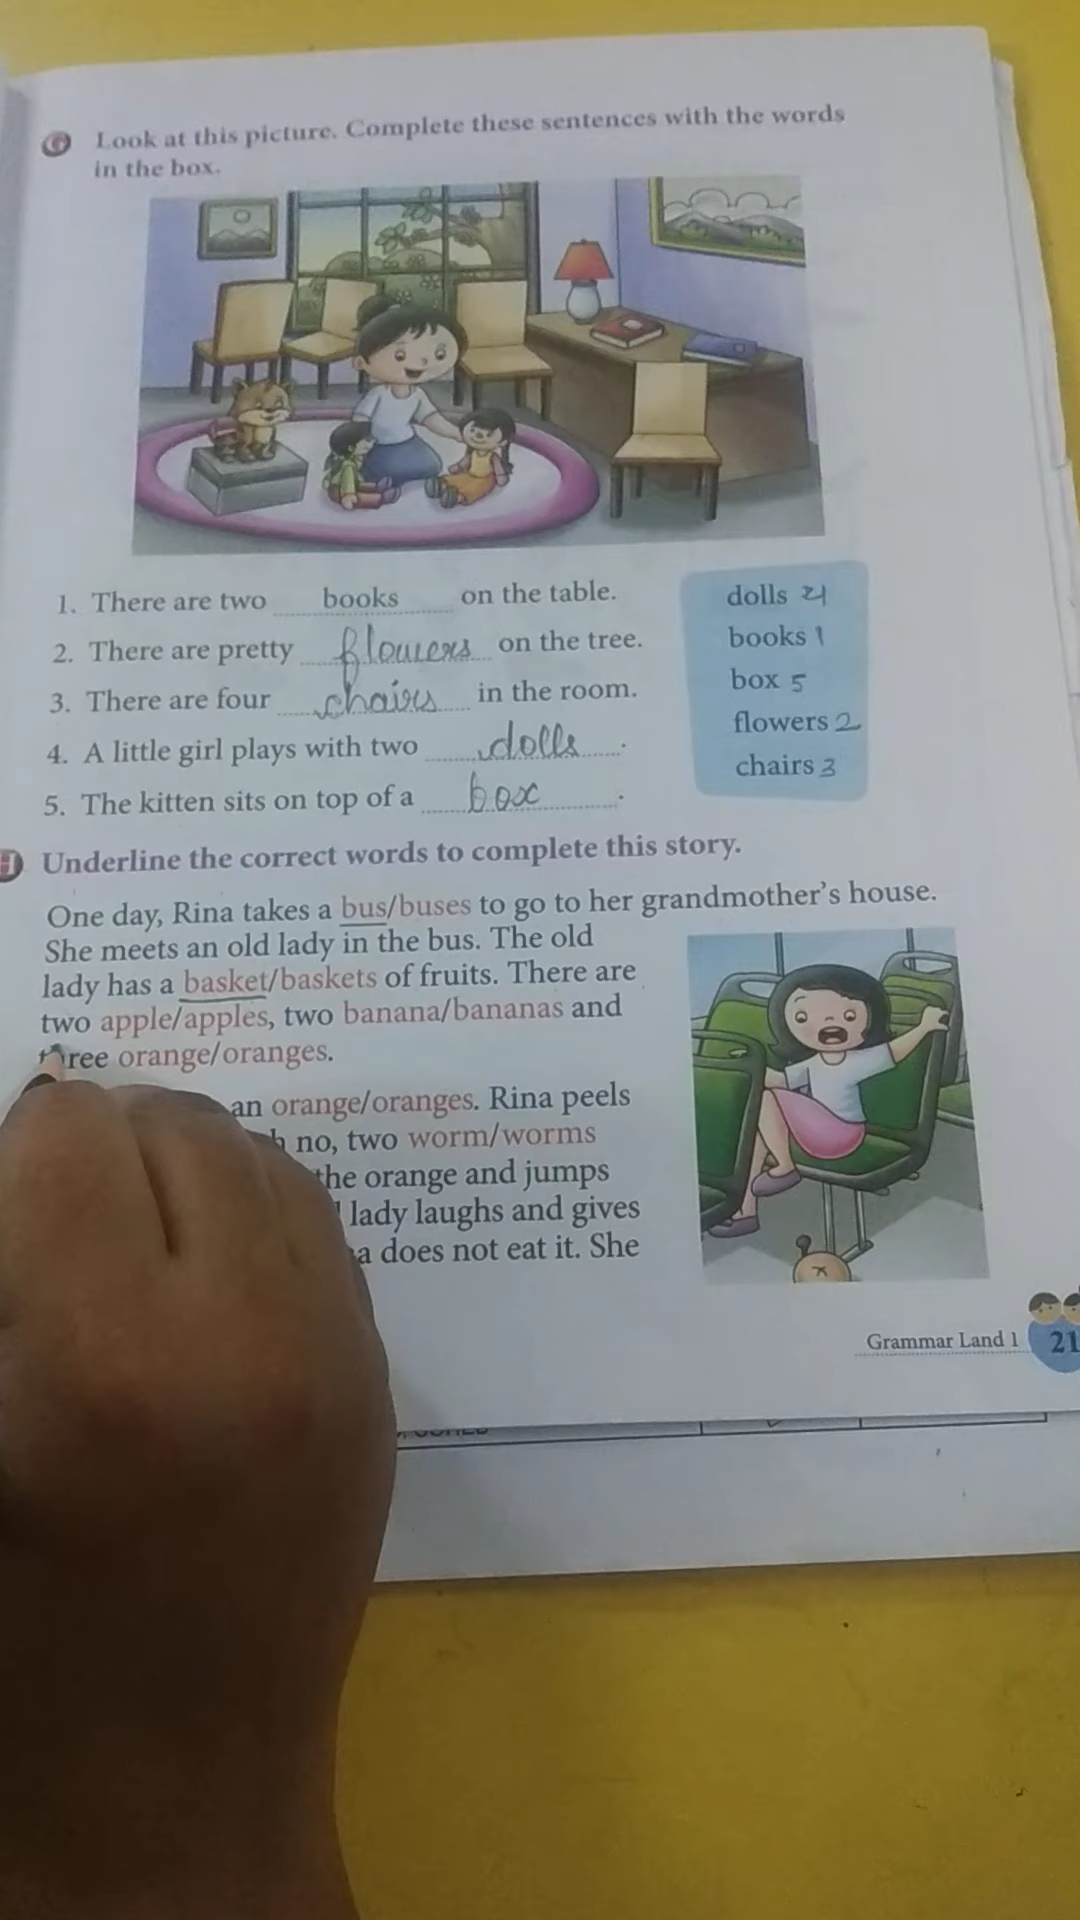 G Look at this picture. Complete these sentences with the words
in the box.
1. There are two books on the table.
2. There are pretty flowers on the tree.
3. There are four chairs in the room.
4. A little girl plays with two dolls.
5. The kitten sits on top of a box.
dolls 4
books 1
box 5
flowers 2
chairs 3
H Underline the correct words to complete this story.
One day, Rina takes a bus/buses to go to her grandmother's house.
She meets an old lady in the bus. The old
lady has a basket/baskets of fruits. There are
two apple/apples, two banana/bananas and
three orange/oranges.
an orange/oranges. Rina peels
no, two worm/worms
the orange and jumps
lady laughs and gives
a does not eat it. She
Grammar Land 1 21